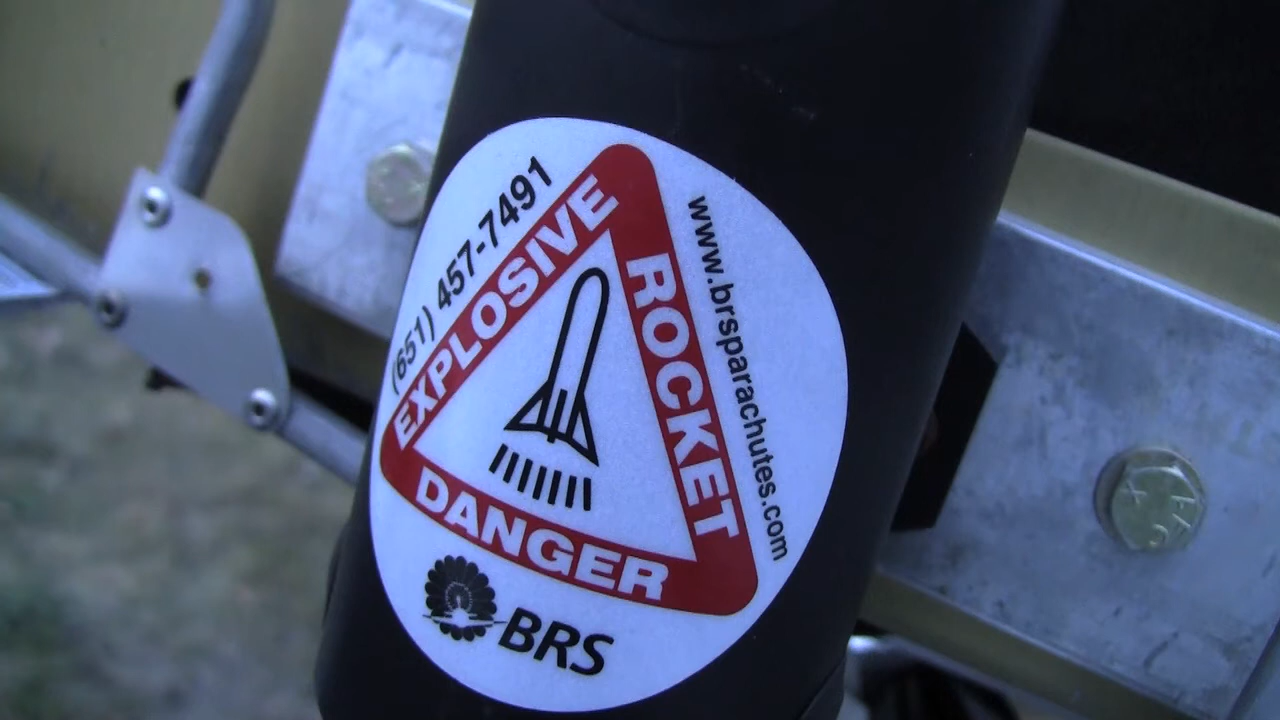 (651) 457-7491
EXPLOSIVE
ROCKET
DANGER
www.brsparachutes.com
BRS